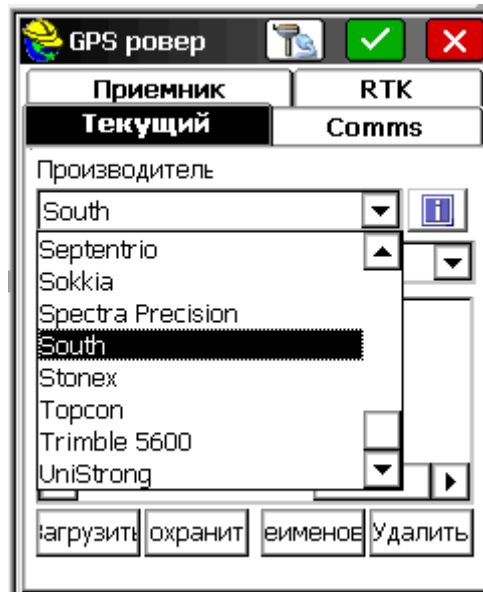 GPS ровер
Приемник RTK
Текущий Comms
Производитель
South
Septentrio
Sokkia
Spectra Precision
South
Stonex
Topcon
Trimble 5600
UniStrong
Загрузить охранит еименов Удалить